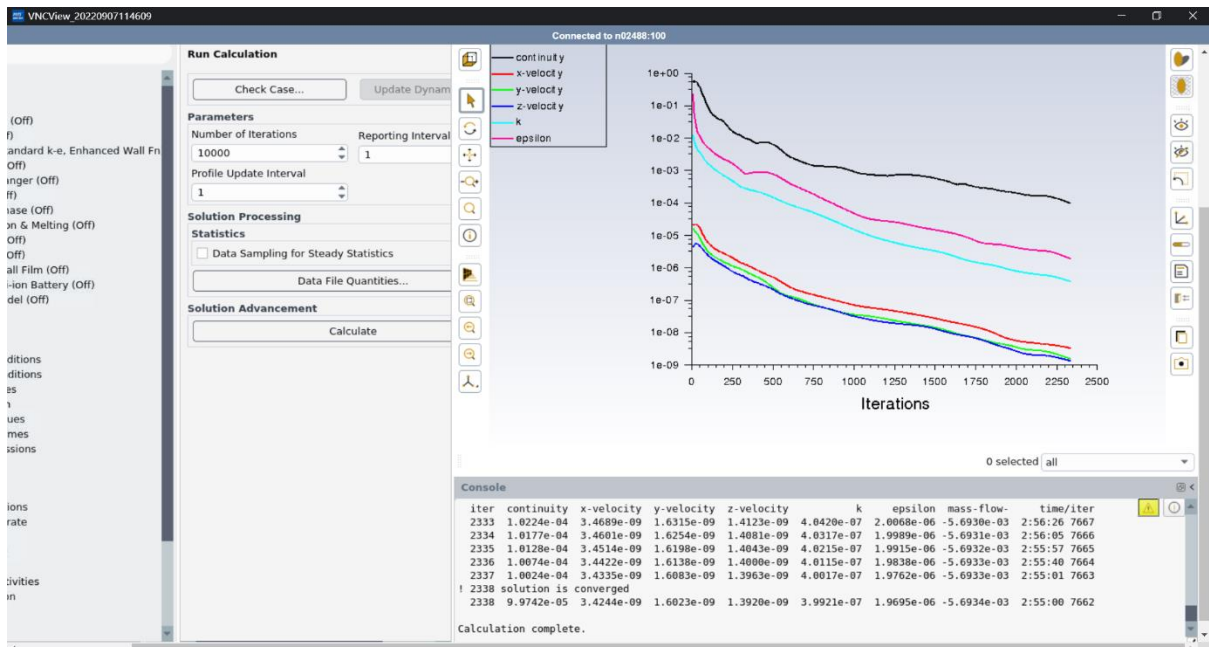 VNCView_20220907114609
Connected to n02488:100
(Off)
f)
tandard k-e, Enhanced Wall Fn
Off)
anger (Off)
ff)
hase (Off)
on & Melting (Off)
Off)
Off)
all Film (Off)
i-ion Battery (Off)
del (Off)
nditions
nditions
es
n
ues
mes
ssions
ions
rate
tivities
on
Run Calculation
Check Case...
Update Dynam
Parameters
Number of Iterations
Reporting Interval
10000
1
Profile Update Interval
1
Solution Processing
Statistics
Data Sampling for Steady Statistics
Data File Quantities...
Solution Advancement
Calculate
continuity
x-velocity
y-velocity
z-velocity
k
epsilon
1e+00
1e-01
1e-02
1e-03
1e-04
1e-05
1e-06
1e-07
1e-08
1e-09
0 250 500 750 1000 1250 1500 1750 2000 2250 2500
Iterations
0 selected all
Console
iter continuity x-velocity y-velocity z-velocity k epsilon mass-flow- time/iter
2333 1.0224e-04 3.4689e-09 1.6315e-09 1.4123e-09 4.0420e-07 2.0068e-06 -5.6930e-03 2:56:26 7667
2334 1.0177e-04 3.4601e-09 1.6254e-09 1.4081e-09 4.0317e-07 1.9989e-06 -5.6931e-03 2:56:05 7666
2335 1.0128e-04 3.4514e-09 1.6198e-09 1.4043e-09 4.0215e-07 1.9915e-06 -5.6932e-03 2:55:57 7665
2336 1.0074e-04 3.4422e-09 1.6138e-09 1.4000e-09 4.0115e-07 1.9838e-06 -5.6933e-03 2:55:40 7664
2337 1.0024e-04 3.4335e-09 1.6083e-09 1.3963e-09 4.0017e-07 1.9762e-06 -5.6933e-03 2:55:01 7663
! 2338 solution is converged
2338 9.9742e-05 3.4244e-09 1.6023e-09 1.3920e-09 3.9921e-07 1.9695e-06 -5.6934e-03 2:55:00 7662
Calculation complete.